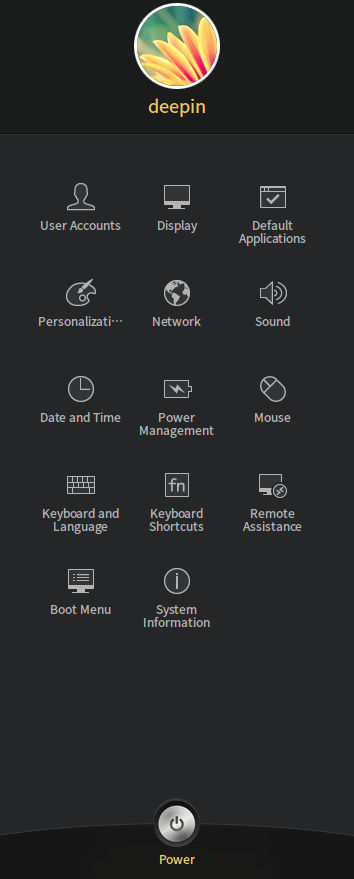 deepin
User Accounts
Display
Default
Applications
Personalizati···
Network
Sound
Date and Time
Power
Management
Mouse
Keyboard and
Language
fn
Keyboard
Shortcuts
Remote
Assistance
Boot Menu
System
Information
Power